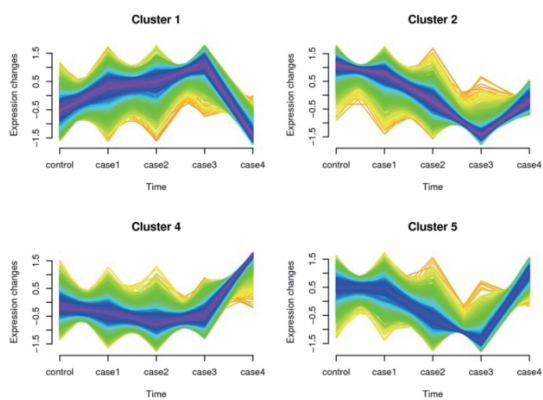 Cluster 1
Expression changes
1.5
0.5
−0.5
−1.5
control case1 case2 case3 case4
Time
Cluster 2
Expression changes
1.5
0.5
−0.5
−1.5
control case1 case2 case3 case4
Time
Cluster 4
Expression changes
1.5
0.5
−0.5
−1.5
control case1 case2 case3 case4
Time
Cluster 5
Expression changes
1.5
0.5
−0.5
−1.5
control case1 case2 case3 case4
Time